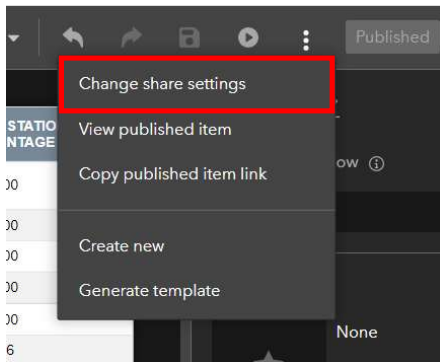 Published
Change share settings
STATIO
NTAGE
View published item
ow
Copy published item link
00
00
Create new
00
00
Generate template
00
None
6